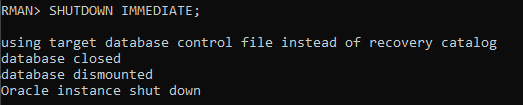 RMAN> SHUTDOWN IMMEDIATE;
using target database control file instead of recovery catalog
database closed
database dismounted
Oracle instance shut down